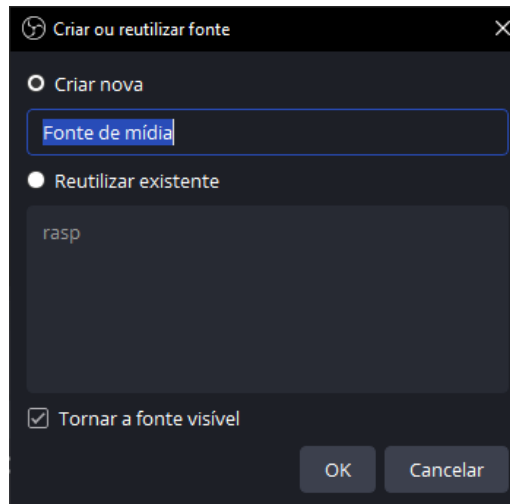 Criar ou reutilizar fonte
Criar nova
Fonte de mídia
Reutilizar existente
rasp
Tornar a fonte visível
OK Cancelar